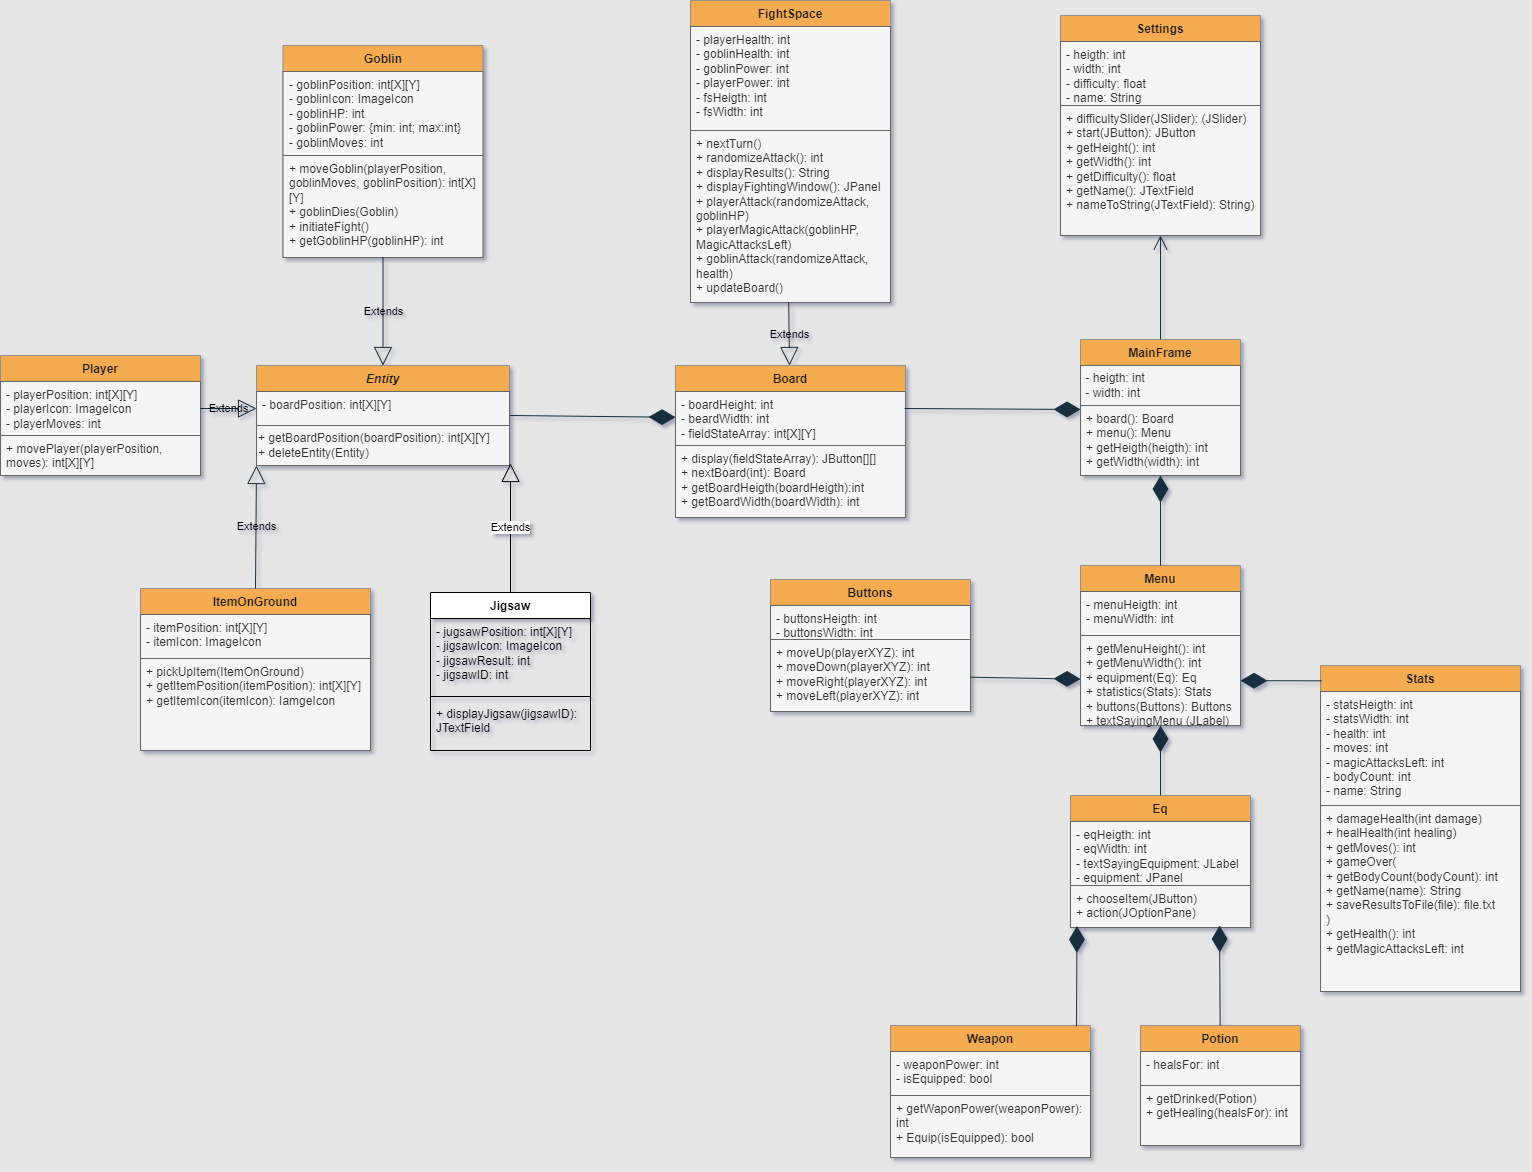 FightSpace
- playerHealth: int
- goblinHealth: int
- goblinPower: int
- playerPower: int
- fsHeigth: int
- fsWidth: int
+ nextTurn()
+ randomizeAttack(): int
+ displayResults(): String
+ displayFightingWindow(): JPanel
+ playerAttack(randomizeAttack,
goblinHP)
+ playerMagicAttack(goblinHP,
MagicAttacksLeft)
+ goblinAttack(randomizeAttack,
health)
+ updateBoard()
Extends
Settings
- heigth: int
- width: int
- difficulty: float
- name: String
+ difficultySlider(JSlider): (JSlider)
+ start(JButton): JButton
+ getHeight(): int
+ getWidth(): int
+ getDifficulty(): float
+ getName(): JTextField
+ nameToString(JTextField): String)
Goblin
- goblinPosition: int[X][Y]
- goblinIcon: ImageIcon
- goblinHP: int
- goblinPower: {min: int; max:int}
- goblinMoves: int
+ moveGoblin(playerPosition,
goblinMoves, goblinPosition): int[X]
[Y]
+ goblinDies(Goblin)
+ initiateFight()
+ getGoblinHP(goblinHP): int
Extends
Player
- playerPosition: int[X][Y]
- playerIcon: ImageIcon
- playerMoves: int
+ movePlayer(playerPosition,
moves): int[X][Y]
Extends
Entity
- boardPosition: int[X][Y]
+ getBoardPosition(boardPosition): int[X][Y]
+ deleteEntity(Entity)
Board
- boardHeight: int
- beardWidth: int
- fieldStateArray: int[X][Y]
+ display(fieldStateArray): JButton[][]
+ nextBoard(int): Board
+ getBoardHeigth(boardHeigth):int
+ getBoardWidth(boardWidth): int
MainFrame
- heigth: int
- width: int
+ board(): Board
+ menu(): Menu
+ getHeigth(heigth): int
+ getWidth(width): int
Extends
Extends
ItemOnGround
- itemPosition: int[X][Y]
- itemIcon: ImageIcon
+ pickUpItem(ItemOnGround)
+ getItemPosition(itemPosition): int[X][Y]
+ getItemIcon(itemIcon): IamgeIcon
Jigsaw
- jugsawPosition: int[X][Y]
- jigsawIcon: ImageIcon
- jigsawResult: int
- jigsawID: int
+ displayJigsaw(jigsawID):
JTextField
Buttons
- buttonsHeigth: int
- buttonsWidth: int
+ moveUp(playerXYZ): int
+ moveDown(playerXYZ): int
+ moveRight(playerXYZ): int
+ moveLeft(playerXYZ): int
Menu
- menuHeigth: int
- menuWidth: int
+ getMenuHeight(): int
+ getMenuWidth(): int
+ equipment(Eq): Eq
+ statistics(Stats): Stats
+ buttons(Buttons): Buttons
+ textSayingMenu (JLabel)
Stats
- statsHeigth: int
- statsWidth: int
- health: int
- moves: int
- magicAttacksLeft: int
- bodyCount: int
- name: String
+ damageHealth(int damage)
+ healHealth(int healing)
+ getMoves(): int
+ gameOver(
+ getBodyCount(bodyCount): int
+ getName(name): String
+ saveResultsToFile(file): file.txt
)
+ getHealth(): int
+ getMagicAttacksLeft: int
Eq
- eqHeigth: int
- eqWidth: int
- textSayingEquipment: JLabel
- equipment: JPanel
+ chooseItem(JButton)
+ action(JOptionPane)
Weapon
- weaponPower: int
- isEquipped: bool
+ getWaponPower(weaponPower):
int
+ Equip(isEquipped): bool
Potion
- healsFor: int
+ getDrinked(Potion)
+ getHealing(healsFor): int